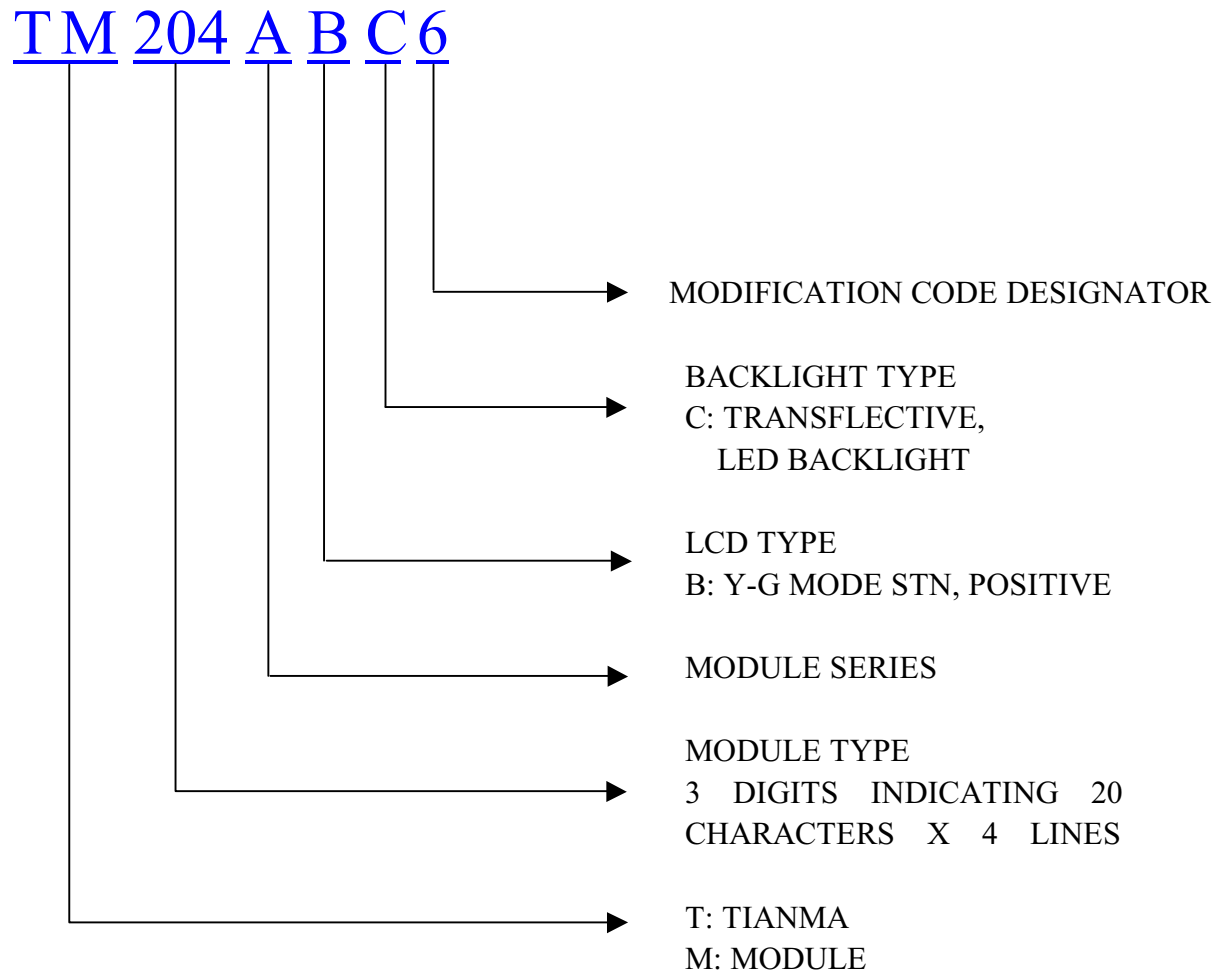 TM 204 A B C 6
MODIFICATION CODE DESIGNATOR
BACKLIGHT TYPE
C: TRANSFLECTIVE,
LED BACKLIGHT
LCD TYPE
B: Y-G MODE STN, POSITIVE
MODULE SERIES
MODULE TYPE
3 DIGITS INDICATING 20
CHARACTERS X 4 LINES
T: TIANMA
M: MODULE